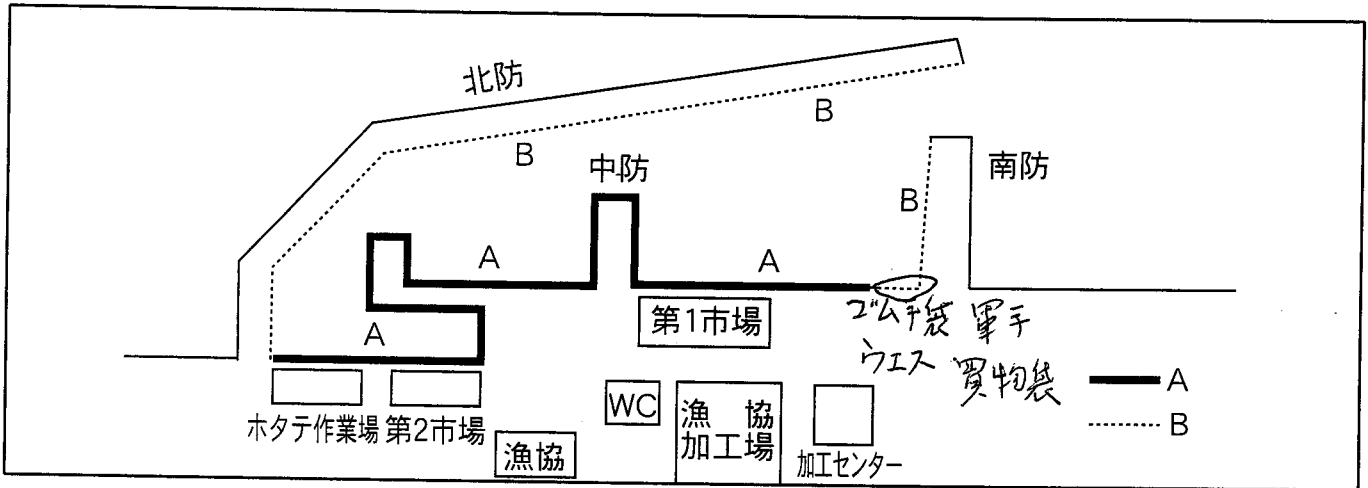 北防
B
B
中防
南防
B
A
A
第1市場
ゴム手袋 軍手
ウエス 買物袋
A
A
B
ホタテ作業場
第2市場
漁協
WC
漁協
加工場
加工センター